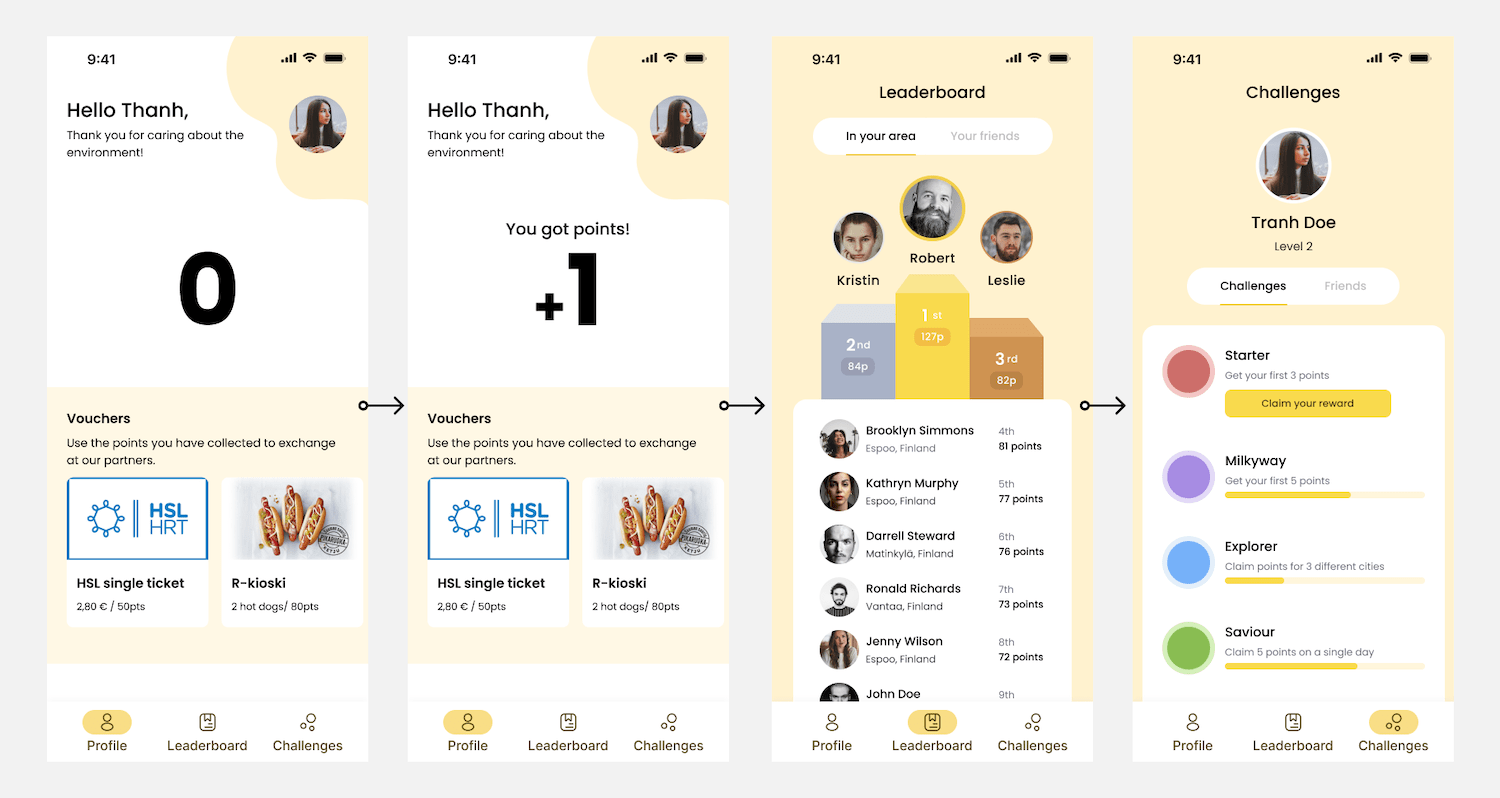 9:41
Hello Thanh,
Thank you for caring about the
environment!
0
Vouchers
Use the points you have collected to exchange
at our partners.
HSL
HRT
HSL single ticket
2,80 € / 50pts
R-kioski
2 hot dogs/ 80pts
Profile
Leaderboard
Challenges
9:41
Hello Thanh,
Thank you for caring about the
environment!
You got points!
+1
Vouchers
Use the points you have collected to exchange
at our partners.
HSL
HRT
HSL single ticket
2,80 € / 50pts
R-kioski
2 hot dogs/ 80pts
Profile
Leaderboard
Challenges
9:41
Leaderboard
In your area
Your friends
Robert
Kristin
Leslie
1 st
127p
2nd
84p
3 rd
82p
Brooklyn Simmons
Espoo, Finland
4th
81 points
Kathryn Murphy
Espoo, Finland
5th
77 points
Darrell Steward
Matinkylä, Finland
6th
76 points
Ronald Richards
Vantaa, Finland
7th
73 points
Jenny Wilson
Espoo, Finland
8th
72 points
John Doe
9th
Profile
Leaderboard
Challenges
9:41
Challenges
Tranh Doe
Level 2
Challenges
Friends
Starter
Get your first 3 points
Claim your reward
Milkyway
Get your first 5 points
Explorer
Claim points for 3 different cities
Saviour
Claim 5 points on a single day
Profile
Leaderboard
Challenges